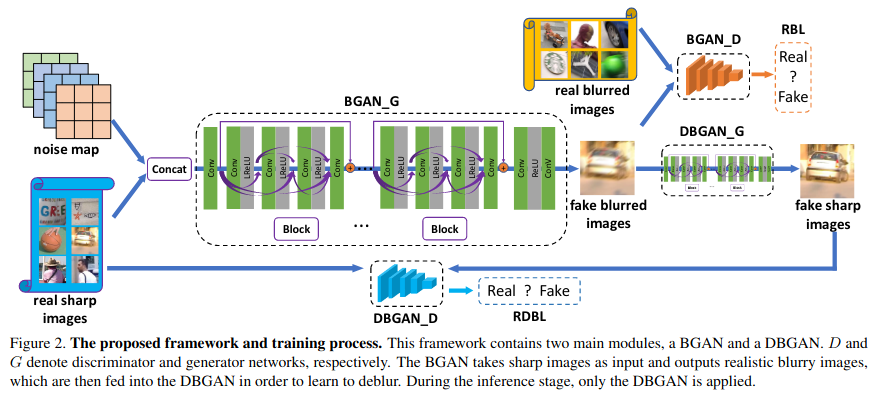 noise map
real sharp
images
GRE
Concat
BGAN_G
Conv
Conv
LReLU
Conv
LReLU
Conv
LReLU
Conv
...
Conv
LReLU
Conv
LReLU
Conv
LReLU
Conv
Conv
ReLU
Conv
Block
...
Block
real blurred
images
BGAN_D
RBL
Real
?
Fake
fake blurred
images
DBGAN_G
Block
Block
fake sharp
images
DBGAN_D
Real ? Fake
RDBL
Figure 2. The proposed framework and training process. This framework contains two main modules, a BGAN and a DBGAN. D and
G denote discriminator and generator networks, respectively. The BGAN takes sharp images as input and outputs realistic blurry images,
which are then fed into the DBGAN in order to learn to deblur. During the inference stage, only the DBGAN is applied.